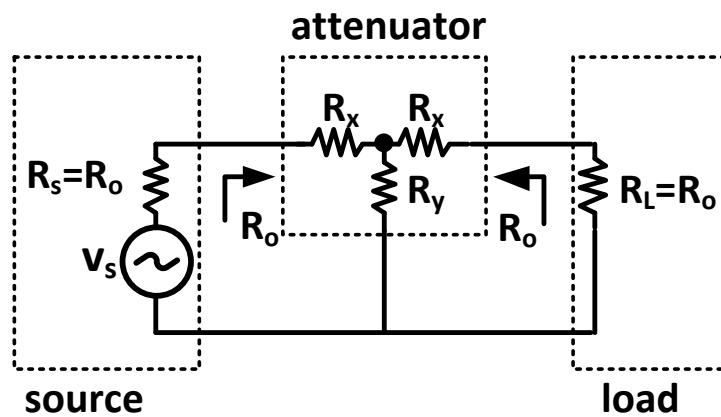 attenuator
Rx Rx
Rs=Ro
Ry
RL=Ro
Ro
Ro
vs
source
load